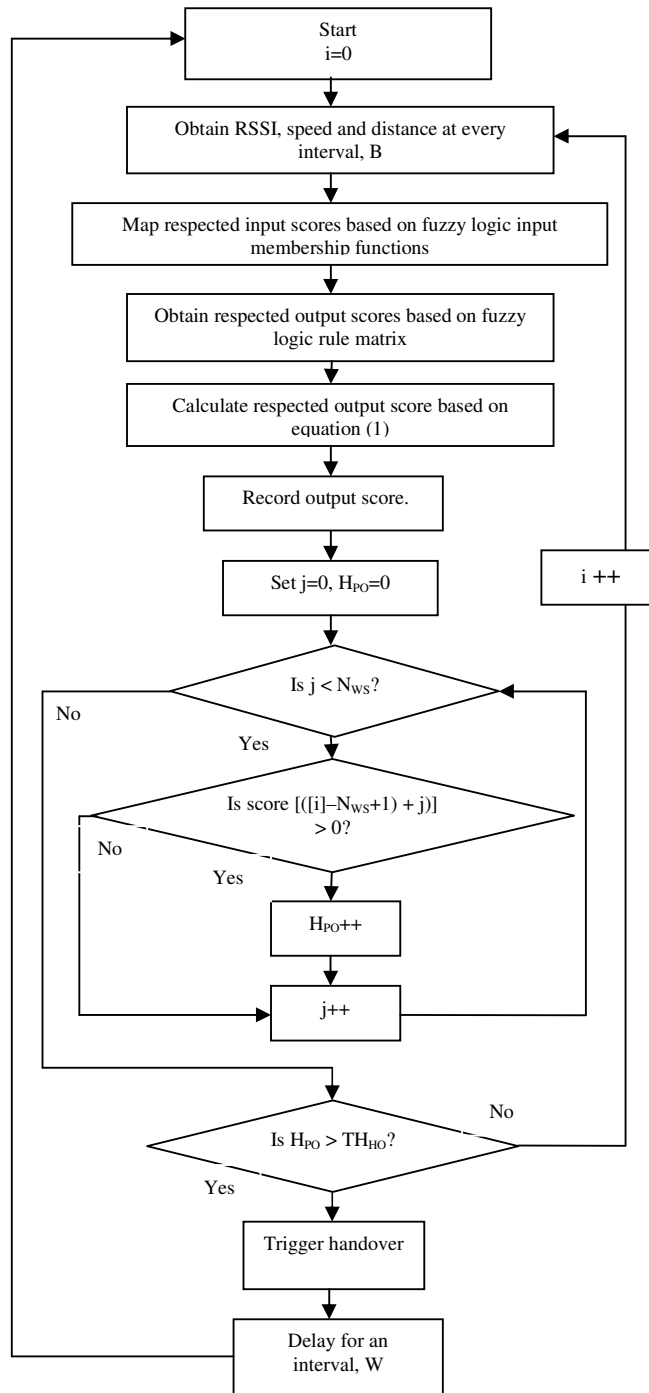 Start
i=0
Obtain RSSI, speed and distance at every
interval, B
Map respected input scores based on fuzzy logic input
membership functions
Obtain respected output scores based on fuzzy
logic rule matrix
Calculate respected output score based on
equation (1)
Record output score.
i ++
Set j=0, HPO=0
Is j < NWS?
No
Yes
Is score [([i]–NWS+1) + j)]
> 0?
No
Yes
HPO++
j++
No
Is HPO > THHO?
Yes
Trigger handover
Delay for an
interval, W